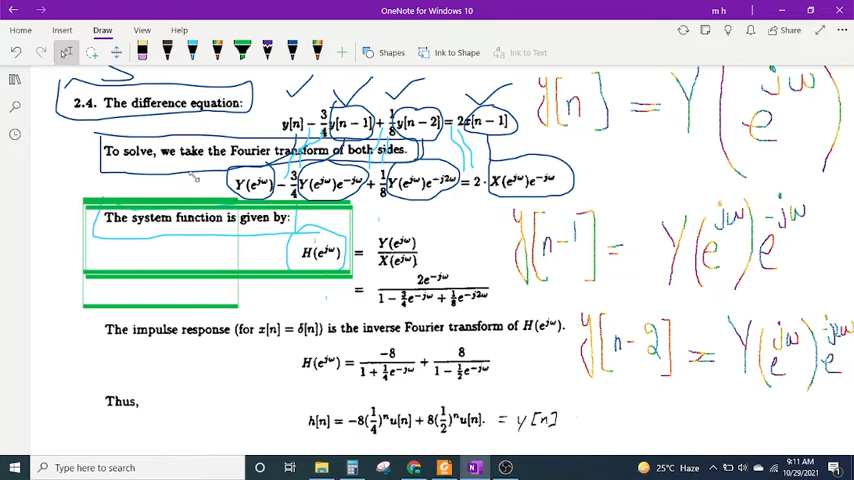 OneNote for Windows 10
m h
Home Insert Draw View Help Share
Shapes Ink to Shape Ink to Text
2.4. The difference equation:
y[n] − 3/4 y[n − 1] + 1/8 y[n − 2] = 2x[n − 1]
To solve, we take the Fourier transform of both sides.
Y(e^{jω}) − 3/4 Y(e^{jω})e^{−jω} + 1/8 Y(e^{jω})e^{−j2ω} = 2 · X(e^{jω})e^{−jω}
The system function is given by:
H(e^{jω}) = Y(e^{jω}) / X(e^{jω})
= 2e^{−jω} / (1 − 3/4 e^{−jω} + 1/8 e^{−j2ω})
The impulse response (for x[n] = δ[n]) is the inverse Fourier transform of H(e^{jω}).
H(e^{jω}) = −8 / (1 + 1/4 e^{−jω}) + 8 / (1 − 1/2 e^{−jω})
Thus,
h[n] = −8(1/4)^n u[n] + 8(1/2)^n u[n]. = y[n]
y[n] = Y(e^{jω})
y[n-1] = Y(e^{jω}) e^{-jω}
y[n-2] = Y(e^{jω}) e
Type here to search
25°C Haze
9:11 AM
10/29/2021